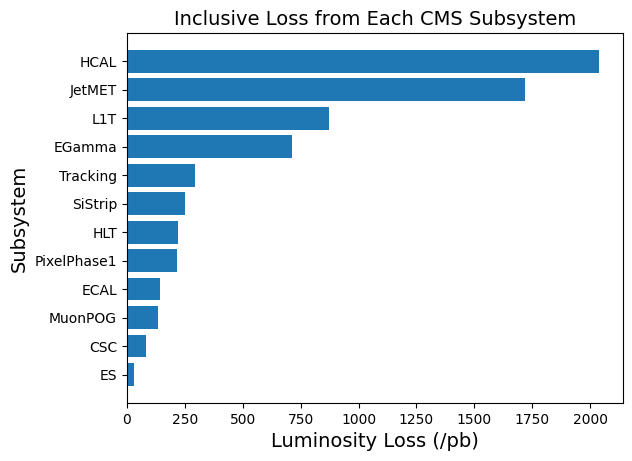 Inclusive Loss from Each CMS Subsystem
HCAL
JetMET
L1T
EGamma
Tracking
SiStrip
HLT
PixelPhase1
ECAL
MuonPOG
CSC
ES
Subsystem
0 250 500 750 1000 1250 1500 1750 2000
Luminosity Loss (/pb)